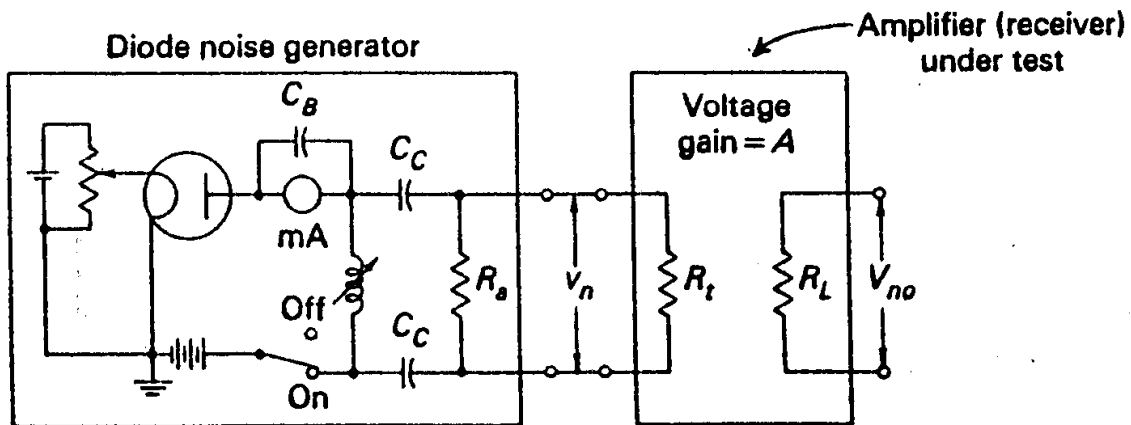 Amplifier (receiver)
under test
Diode noise generator
C_B
C_C
mA
Off
On
C_C
R_a
v_n
Voltage
gain = A
R_t
R_L
V_no